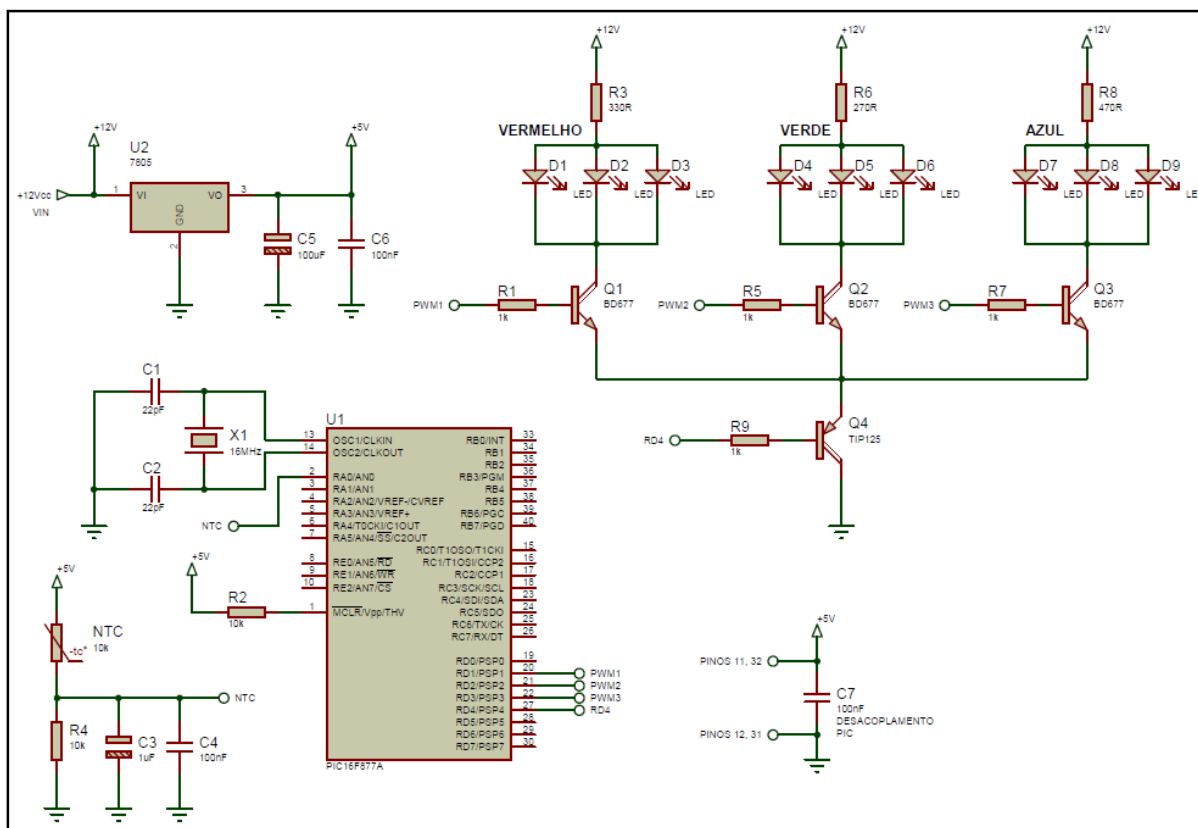 +12V
+12V
+12V
R3
330R
R6
270R
R8
470R
VERMELHO
VERDE
AZUL
+12V
+5V
U2
7805
1
VI
VO
3
GND
2
+12Vcc
VIN
C5
100uF
C6
100nF
D1
LED
D2
LED
D3
LED
D4
LED
D5
LED
D6
LED
D7
LED
D8
LED
D9
LED
PWM1
R1
1k
Q1
BD677
PWM2
R5
1k
Q2
BD677
PWM3
R7
1k
Q3
BD677
RD4
R9
1k
Q4
TIP125
C1
22pF
X1
16MHz
C2
22pF
NTC
U1
13 OSC1/CLKIN
14 OSC2/CLKOUT
2 RA0/AN0
3 RA1/AN1
4 RA2/AN2/VREF-/CVREF
5 RA3/AN3/VREF+
6 RA4/T0CKI/C1OUT
7 RA5/AN4/SS/C2OUT
8 RE0/AN5/RD
9 RE1/AN6/WR
10 RE2/AN7/CS
1 MCLR/Vpp/THV
RB0/INT 33
RB1 34
RB2 35
RB3/PGM 36
RB4 37
RB5 38
RB6/PGC 39
RB7/PGD 40
RC0/T1OSO/T1CKI 15
RC1/T1OSI/CCP2 16
RC2/CCP1 17
RC3/SCK/SCL 18
RC4/SDI/SDA 23
RC5/SDO 24
RC6/TX/CK 25
RC7/RX/DT 26
RD0/PSP0 19
RD1/PSP1 20 PWM1
RD2/PSP2 21 PWM2
RD3/PSP3 22 PWM3
RD4/PSP4 27 RD4
RD5/PSP5 28
RD6/PSP6 29
RD7/PSP7 30
PIC16F877A
+5V
R2
10k
+5V
NTC
10k
-tc°
NTC
R4
10k
C3
1uF
C4
100nF
+5V
PINOS 11, 32
C7
100nF
DESACOPLAMENTO
PIC
PINOS 12, 31